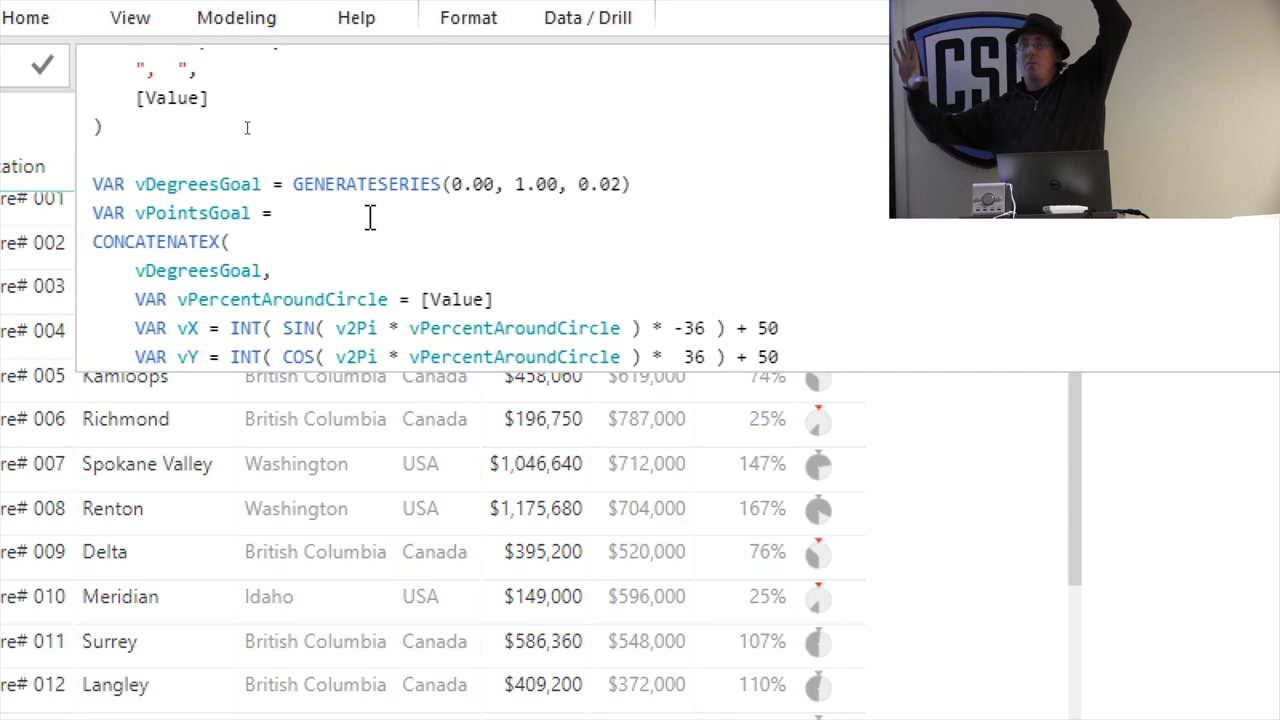 Home View Modeling Help Format Data / Drill
", ",
[Value]
)
VAR vDegreesGoal = GENERATESERIES(0.00, 1.00, 0.02)
VAR vPointsGoal =
CONCATENATEX(
vDegreesGoal,
VAR vPercentAroundCircle = [Value]
VAR vX = INT( SIN( v2Pi * vPercentAroundCircle ) * -36 ) + 50
VAR vY = INT( COS( v2Pi * vPercentAroundCircle ) * 36 ) + 50
ation
re# 001
re# 002
re# 003
re# 004
re# 005 Kamloops British Columbia Canada $458,060 $619,000 74%
re# 006 Richmond British Columbia Canada $196,750 $787,000 25%
re# 007 Spokane Valley Washington USA $1,046,640 $712,000 147%
re# 008 Renton Washington USA $1,175,680 $704,000 167%
re# 009 Delta British Columbia Canada $395,200 $520,000 76%
re# 010 Meridian Idaho USA $149,000 $596,000 25%
re# 011 Surrey British Columbia Canada $586,360 $548,000 107%
re# 012 Langley British Columbia Canada $409,200 $372,000 110%
CS
DELL